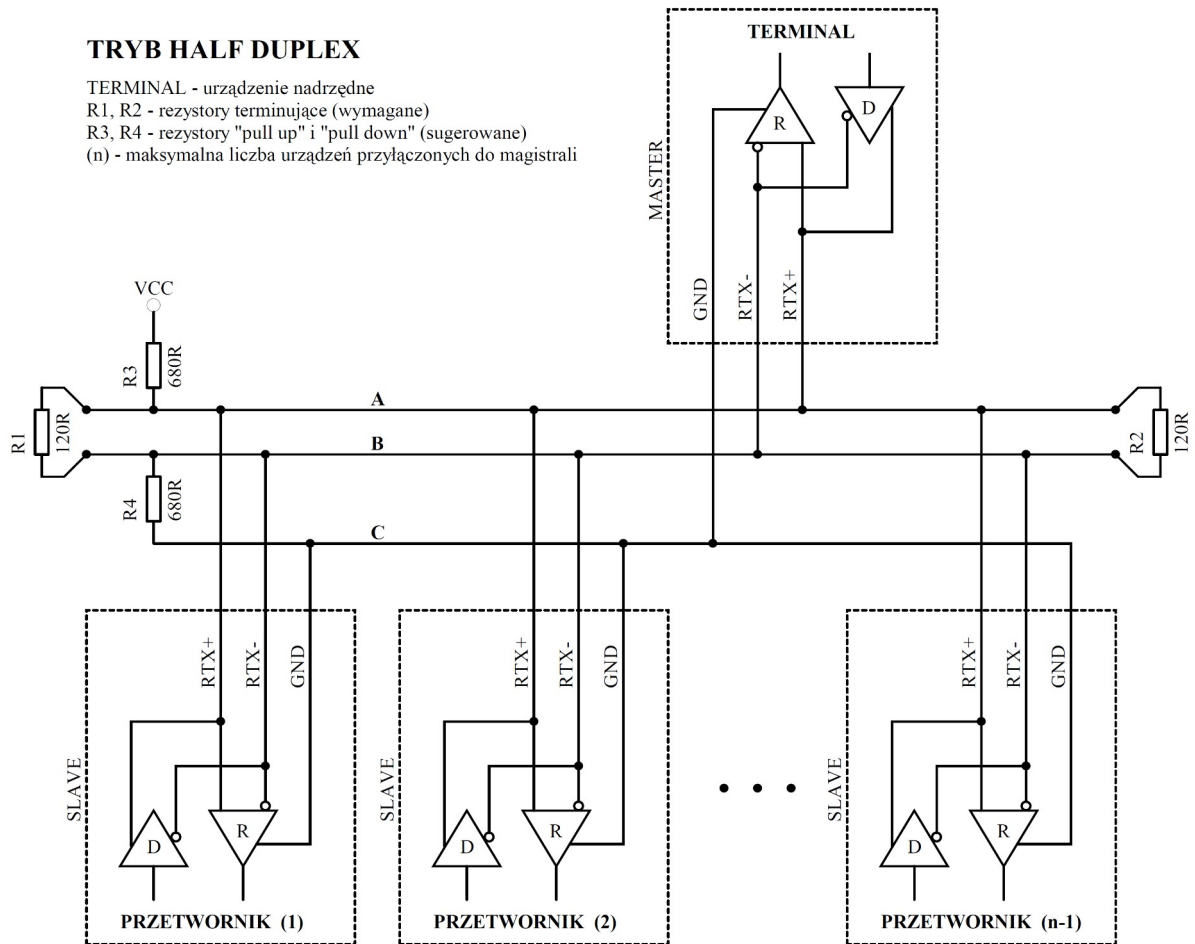 TRYB HALF DUPLEX
TERMINAL - urządzenie nadrzędne
R1, R2 - rezystory terminujące (wymagane)
R3, R4 - rezystory "pull up" i "pull down" (sugerowane)
(n) - maksymalna liczba urządzeń przyłączonych do magistrali
TERMINAL
R
D
MASTER
GND
RTX-
RTX+
VCC
R3
680R
A
R1
120R
B
R2
120R
R4
680R
C
RTX+
RTX-
GND
SLAVE
D
R
PRZETWORNIK (1)
RTX+
RTX-
GND
SLAVE
D
R
PRZETWORNIK (2)
RTX+
RTX-
GND
SLAVE
D
R
PRZETWORNIK (n-1)